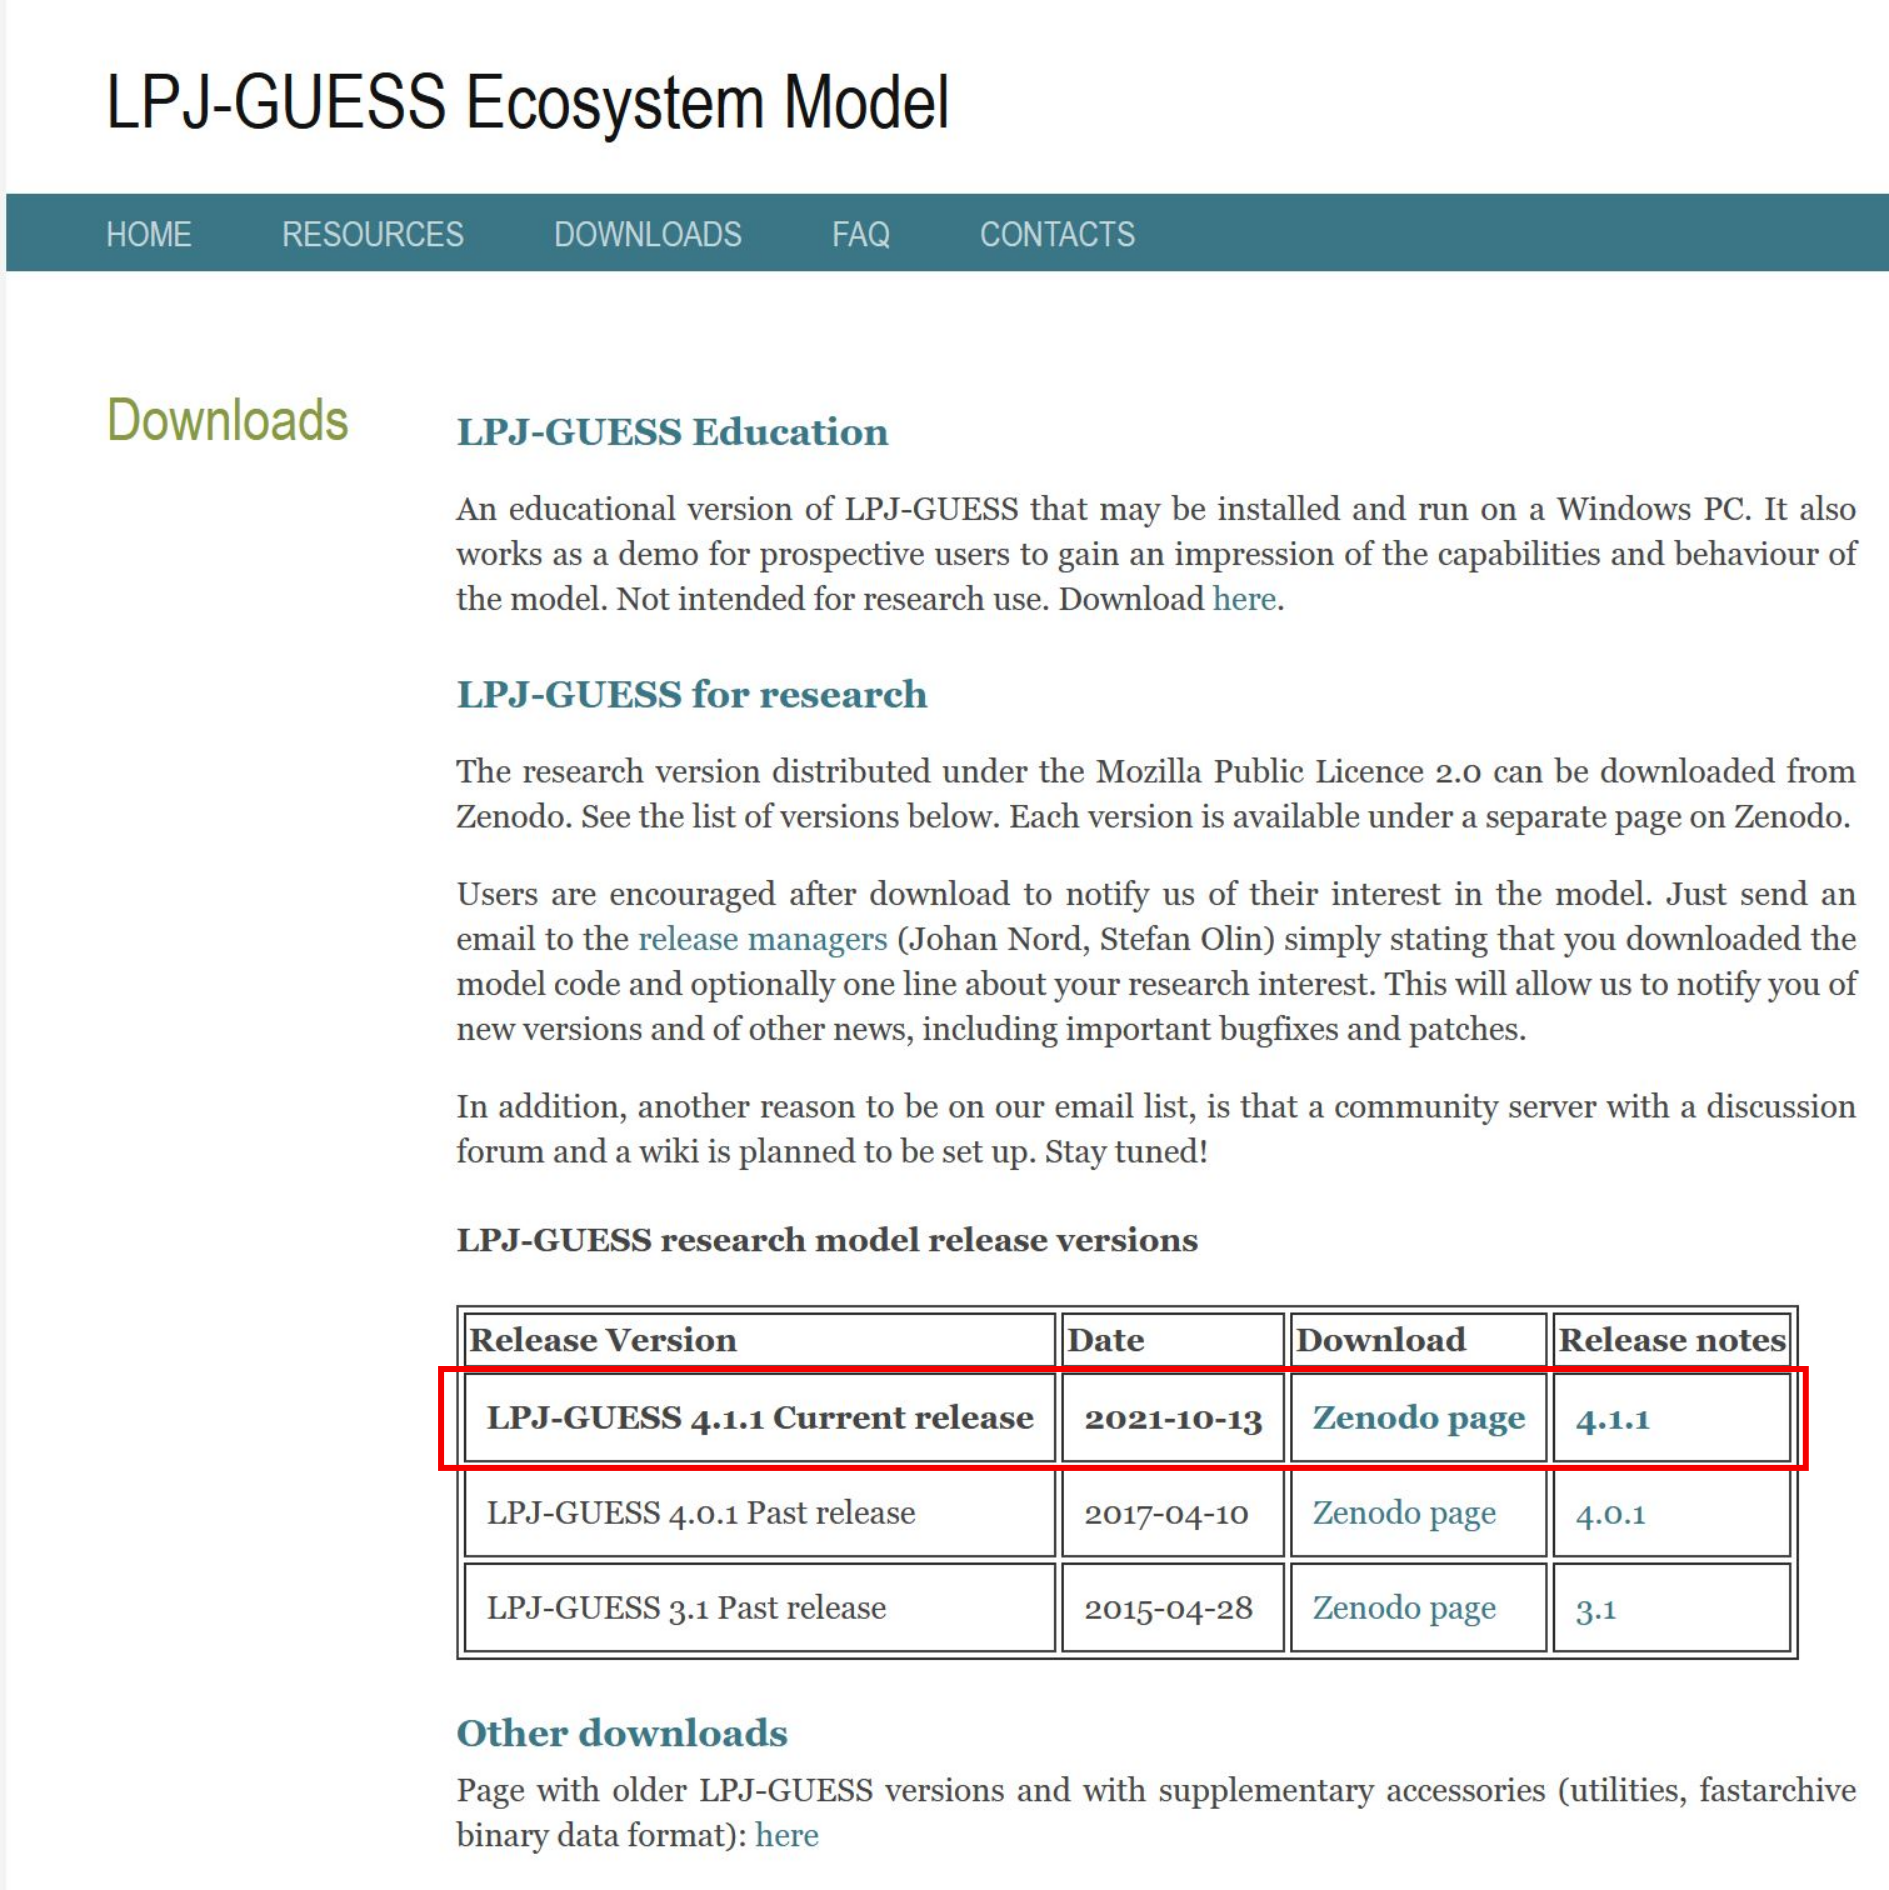 LPJ-GUESS Ecosystem Model
HOME RESOURCES DOWNLOADS FAQ CONTACTS
Downloads
LPJ-GUESS Education
An educational version of LPJ-GUESS that may be installed and run on a Windows PC. It also
works as a demo for prospective users to gain an impression of the capabilities and behaviour of
the model. Not intended for research use. Download here.
LPJ-GUESS for research
The research version distributed under the Mozilla Public Licence 2.0 can be downloaded from
Zenodo. See the list of versions below. Each version is available under a separate page on Zenodo.
Users are encouraged after download to notify us of their interest in the model. Just send an
email to the release managers (Johan Nord, Stefan Olin) simply stating that you downloaded the
model code and optionally one line about your research interest. This will allow us to notify you of
new versions and of other news, including important bugfixes and patches.
In addition, another reason to be on our email list, is that a community server with a discussion
forum and a wiki is planned to be set up. Stay tuned!
LPJ-GUESS research model release versions
Release Version Date Download Release notes
LPJ-GUESS 4.1.1 Current release 2021-10-13 Zenodo page 4.1.1
LPJ-GUESS 4.0.1 Past release 2017-04-10 Zenodo page 4.0.1
LPJ-GUESS 3.1 Past release 2015-04-28 Zenodo page 3.1
Other downloads
Page with older LPJ-GUESS versions and with supplementary accessories (utilities, fastarchive
binary data format): here